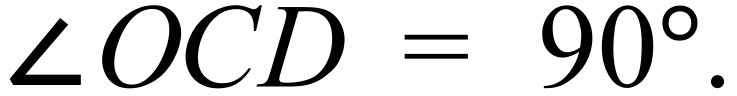 ∠OCD = 90°.